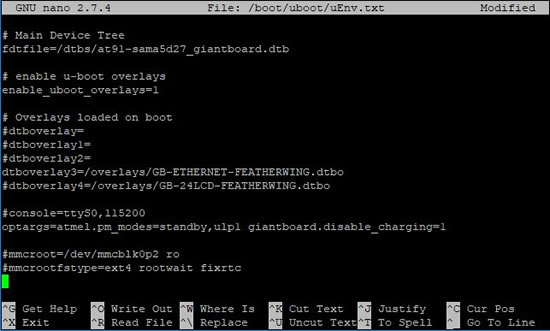 GNU nano 2.7.4 File: /boot/uboot/uEnv.txt Modified
# Main Device Tree
fdtfile=/dtbs/at91-sama5d27_giantboard.dtb
# enable u-boot overlays
enable_uboot_overlays=1
# Overlays loaded on boot
#dtboverlay=
#dtboverlay1=
#dtboverlay2=
dtboverlay3=/overlays/GB-ETHERNET-FEATHERWING.dtbo
#dtboverlay4=/overlays/GB-24LCD-FEATHERWING.dtbo
#console=ttyS0,115200
optargs=atmel.pm_modes=standby,ulp1 giantboard.disable_charging=1
#mmcroot=/dev/mmcblk0p2 ro
#mmcrootfstype=ext4 rootwait fixrtc
^G Get Help ^O Write Out ^W Where Is ^K Cut Text ^J Justify ^C Cur Pos
^X Exit ^R Read File ^\ Replace ^U Uncut Text ^T To Spell ^_ Go To Line